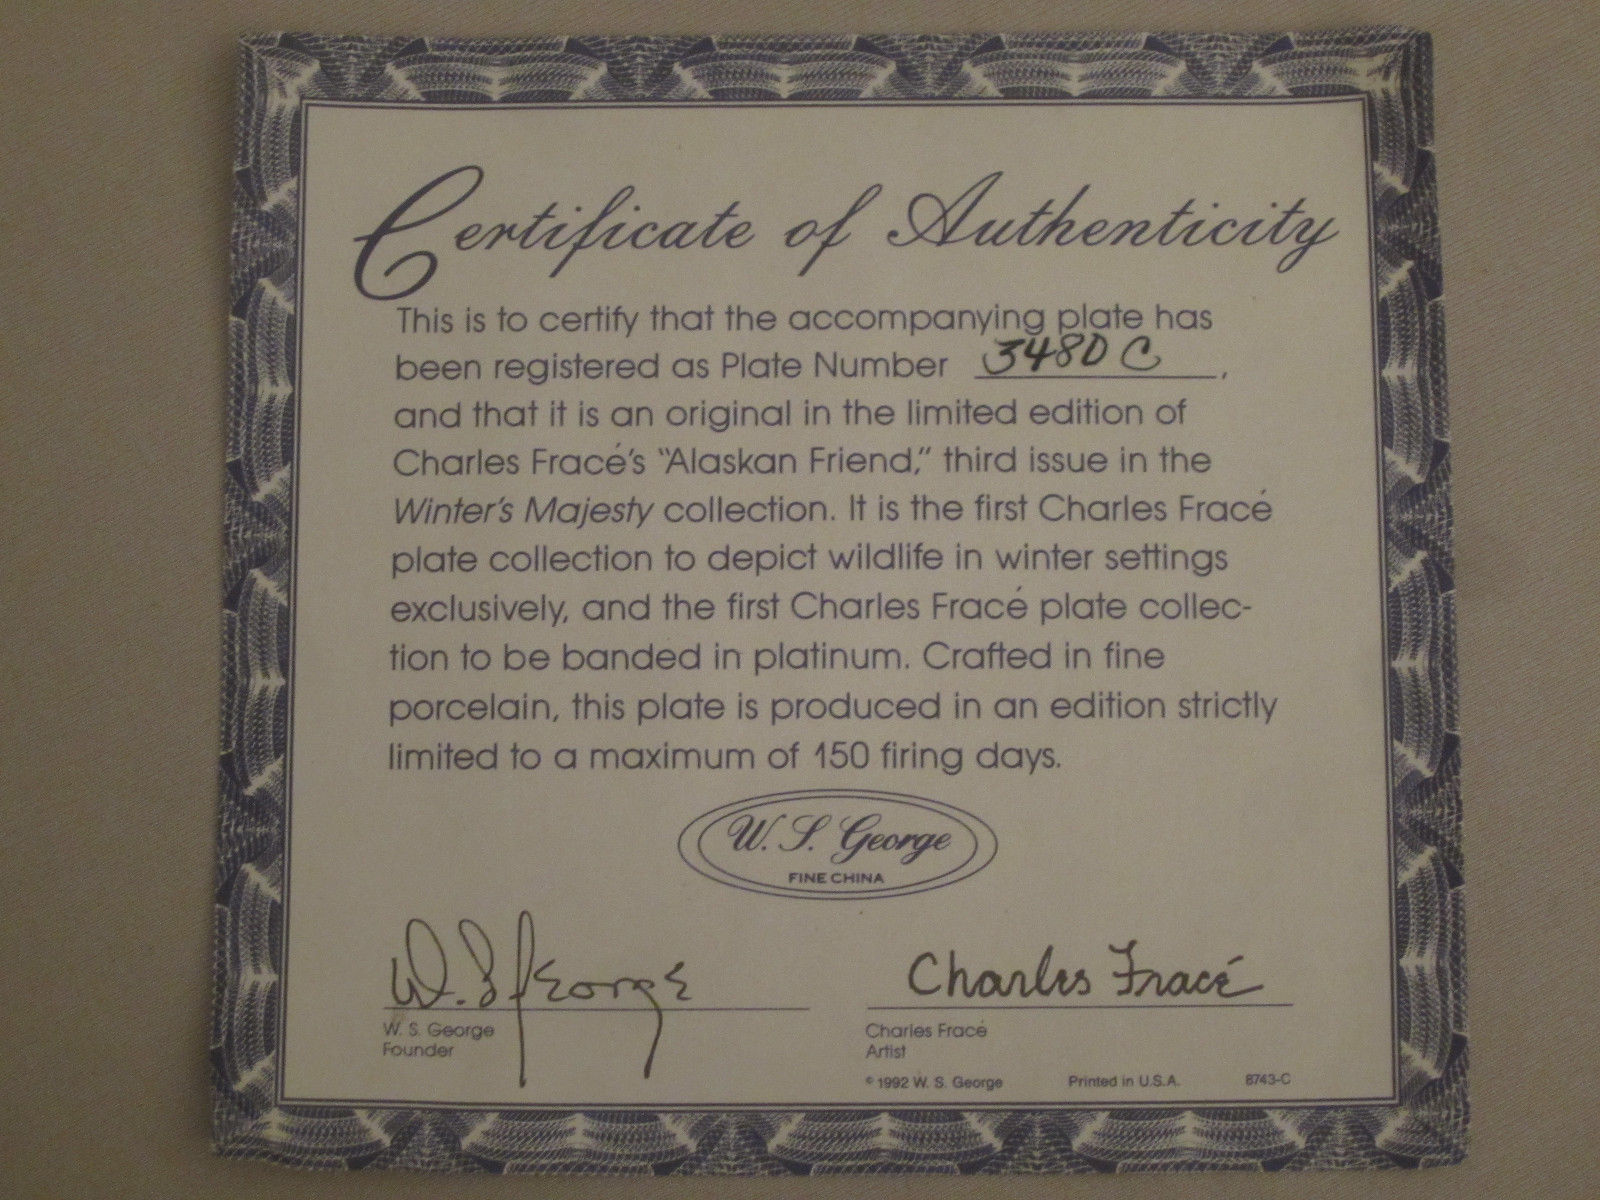 Certificate of Authenticity
This is to certify that the accompanying plate has
been registered as Plate Number 3480 C,
and that it is an original in the limited edition of
Charles Fracé's "Alaskan Friend," third issue in the
Winter's Majesty collection. It is the first Charles Fracé
plate collection to depict wildlife in winter settings
exclusively, and the first Charles Fracé plate collec-
tion to be banded in platinum. Crafted in fine
porcelain, this plate is produced in an edition strictly
limited to a maximum of 150 firing days.
W. S. George
FINE CHINA
W. S. George
W. S. George
Founder
Charles Fracé
Charles Fracé
Artist
© 1992 W. S. George Printed in U.S.A. 8743-C